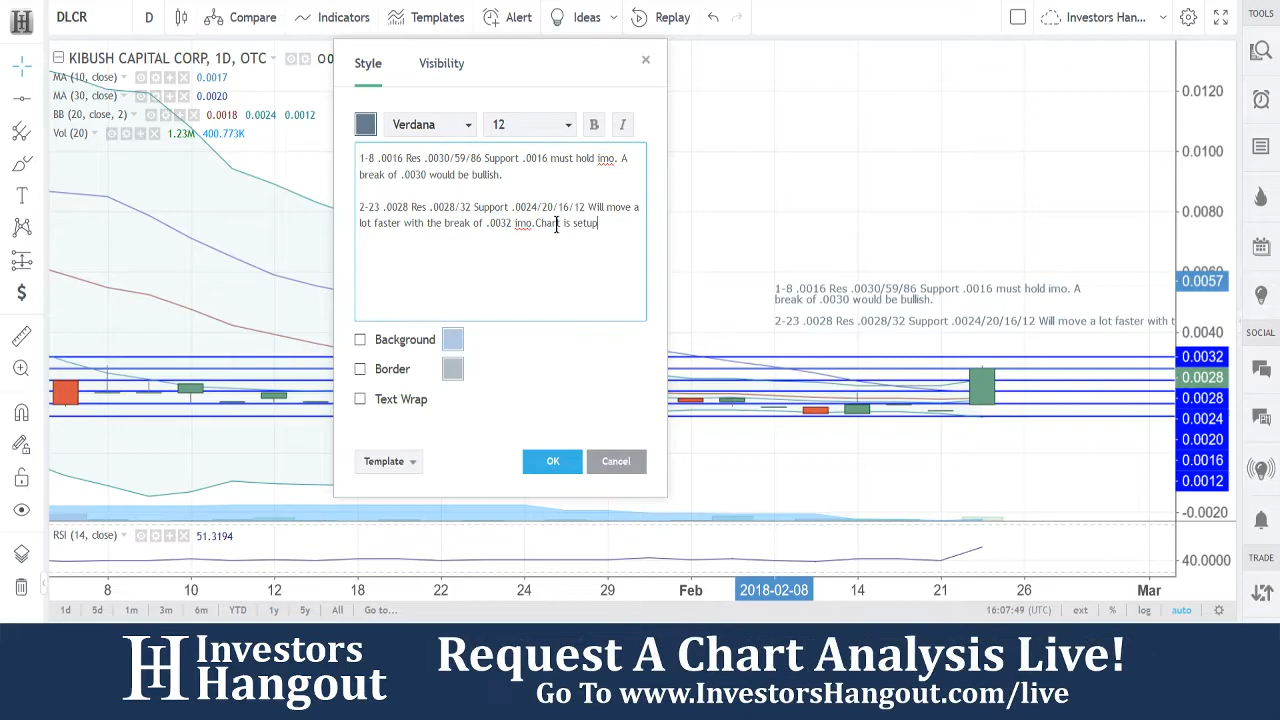 DLCR D Compare Indicators Templates Alert Ideas Replay Investors Han... TOOLS
KIBUSH CAPITAL CORP, 1D, OTC
MA (10, close) 0.0017
MA (30, close) 0.0020
BB (20, close, 2) 0.0018 0.0024 0.0012
Vol (20) 1.23M 400.773K
Style Visibility ×
Verdana 12 B I
1-8 .0016 Res .0030/59/86 Support .0016 must hold imo. A
break of .0030 would be bullish.
2-23 .0028 Res .0028/32 Support .0024/20/16/12 Will move a
lot faster with the break of .0032 imo.Chart is setup
Background
Border
Text Wrap
Template OK Cancel
1-8 .0016 Res .0030/59/86 Support .0016 must hold imo. A
break of .0030 would be bullish.
2-23 .0028 Res .0028/32 Support .0024/20/16/12 Will move a lot faster with t
0.0120
0.0100
0.0080
0.0057
0.0040
0.0032
0.0028
0.0028
0.0024
0.0020
0.0016
0.0012
-0.0020
SOCIAL
TRADE
RSI (14, close) 51.3194
40.0000
8 10 12 18 22 24 26 29 Feb 2018-02-08 14 21 26 Mar
1d 5d 1m 3m 6m YTD 1y 5y All Go to... 16:07:49 (UTC) ext % log auto
IH Investors
Hangout
Request A Chart Analysis Live!
Go To www.InvestorsHangout.com/live